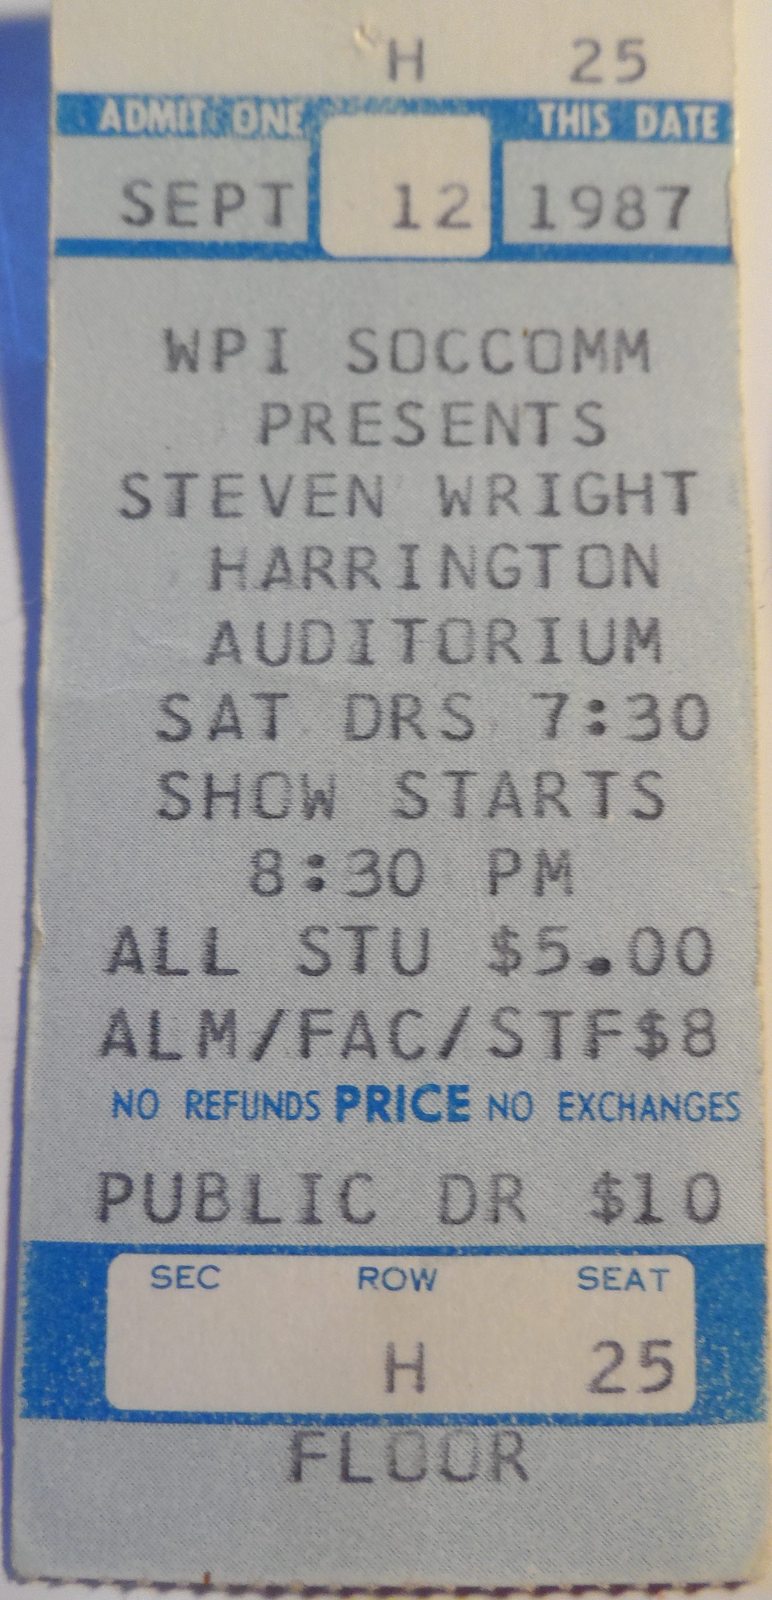 H 25
ADMIT ONE THIS DATE
SEPT 12 1987
WPI SOCCOMM
PRESENTS
STEVEN WRIGHT
HARRINGTON
AUDITORIUM
SAT DRS 7:30
SHOW STARTS
8:30 PM
ALL STU $5.00
ALM/FAC/STF$8
NO REFUNDS PRICE NO EXCHANGES
PUBLIC DR $10
SEC ROW SEAT
H 25
FLOOR